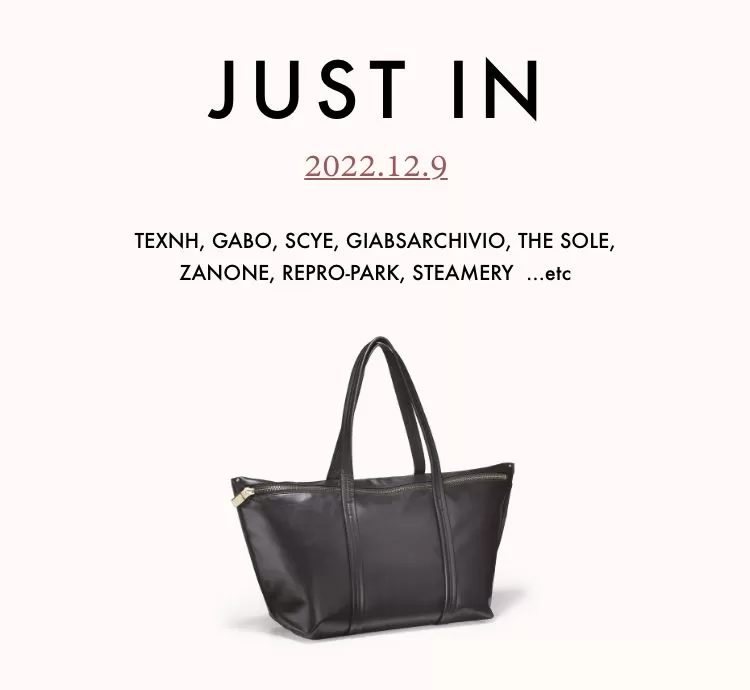 JUST IN
2022.12.9
TEXNH, GABO, SCYE, GIABSARCHIVIO, THE SOLE,
ZANONE, REPRO-PARK, STEAMERY ...etc